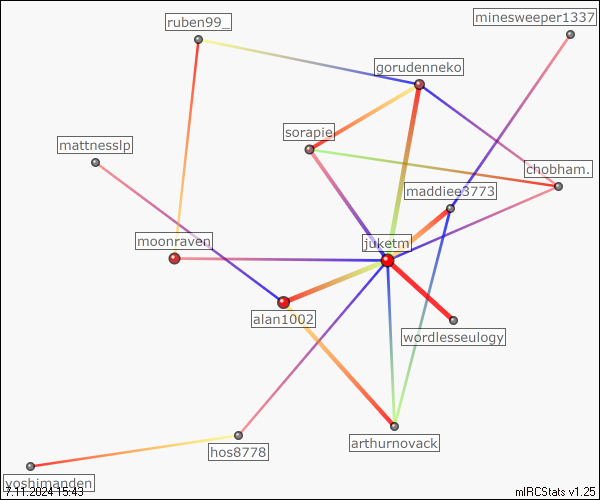 minesweeper1337
ruben99_
gorudenneko
sorapie
mattnesslp
chobham.
maddiee3773
moonraven
juketm
alan1002
wordlesseulogy
arthurnovack
hos8778
yoshimanden
7.11.2024 15:43
mIRCStats v1.25